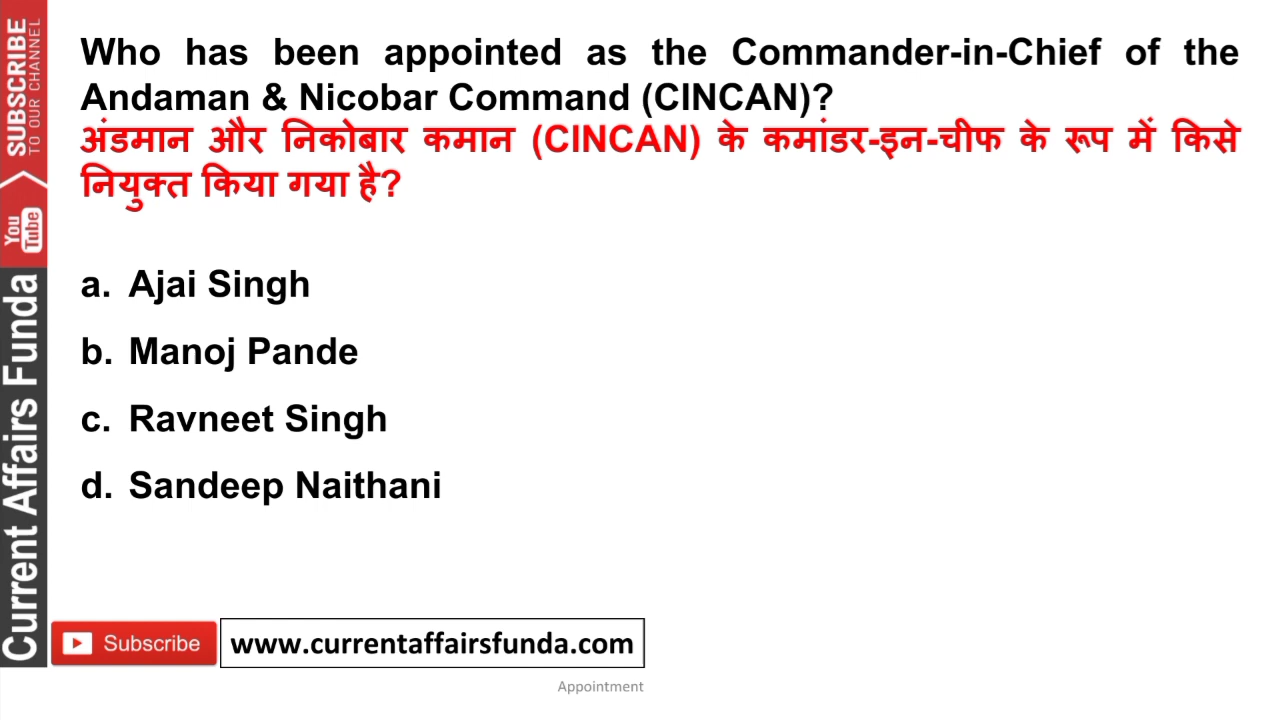 Who has been appointed as the Commander-in-Chief of the
Andaman & Nicobar Command (CINCAN)?
अंडमान और निकोबार कमान (CINCAN) के कमांडर-इन-चीफ के रूप में किसे
नियुक्त किया गया है?
a. Ajai Singh
b. Manoj Pande
c. Ravneet Singh
d. Sandeep Naithani
SUBSCRIBE
TO OUR CHANNEL
You
Tube
Current Affairs Funda
Subscribe
www.currentaffairsfunda.com
Appointment